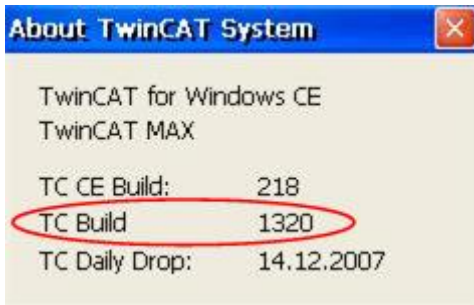 About TwinCAT System
TwinCAT for Windows CE
TwinCAT MAX
TC CE Build: 218
TC Build 1320
TC Daily Drop: 14.12.2007